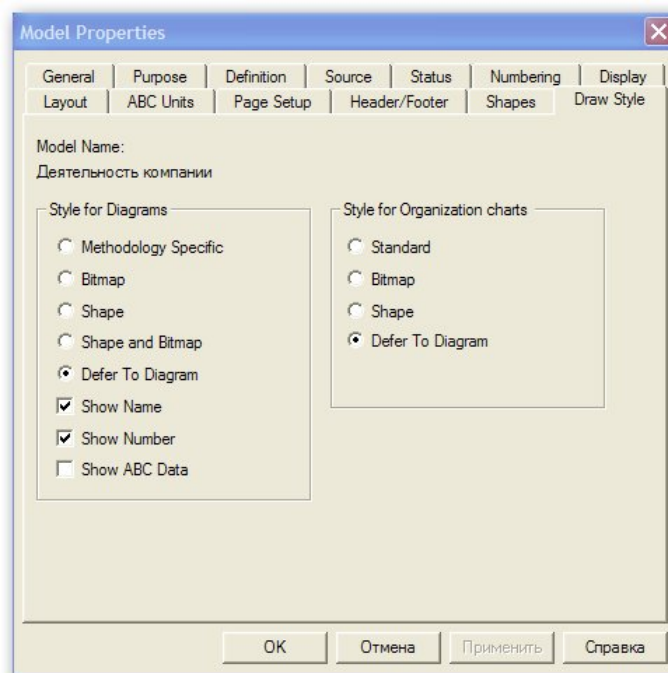 Model Properties
General Purpose Definition Source Status Numbering Display
Layout ABC Units Page Setup Header/Footer Shapes Draw Style
Model Name:
Деятельность компании
Style for Diagrams
Methodology Specific
Bitmap
Shape
Shape and Bitmap
Defer To Diagram
Show Name
Show Number
Show ABC Data
Style for Organization charts
Standard
Bitmap
Shape
Defer To Diagram
OK Отмена Применить Справка